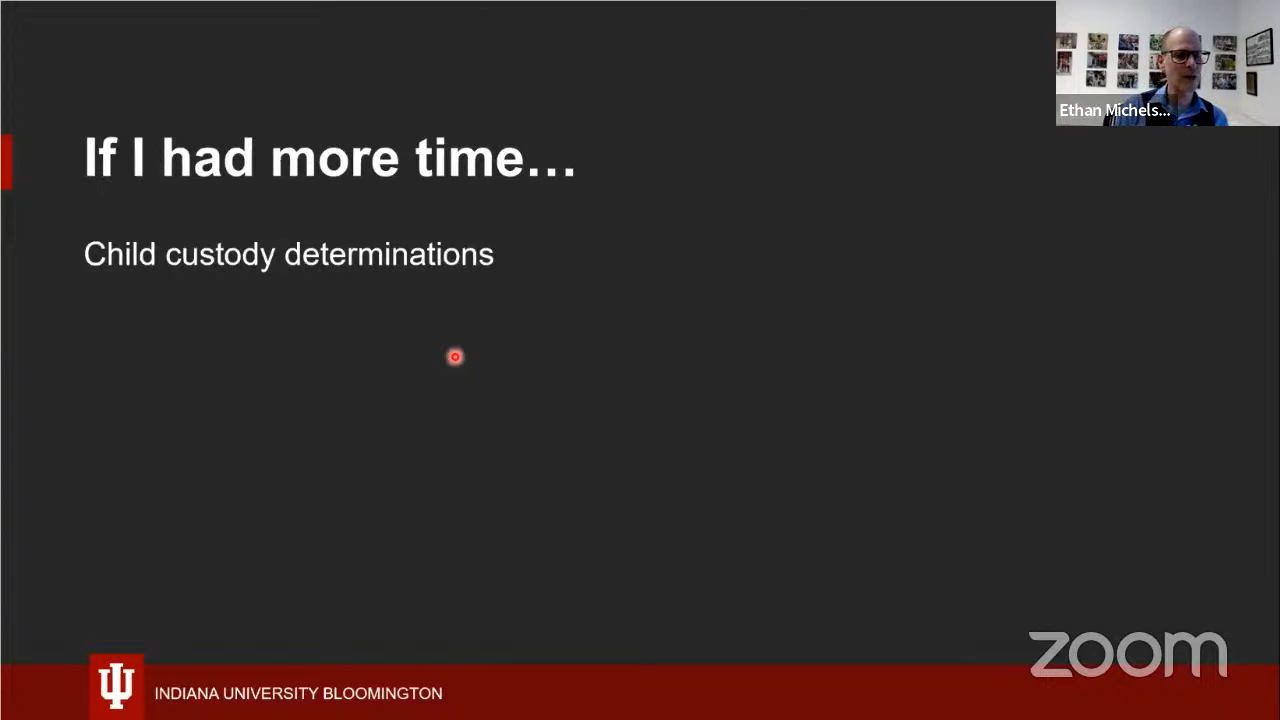 Ethan Michels...
If I had more time…
Child custody determinations
zoom
INDIANA UNIVERSITY BLOOMINGTON